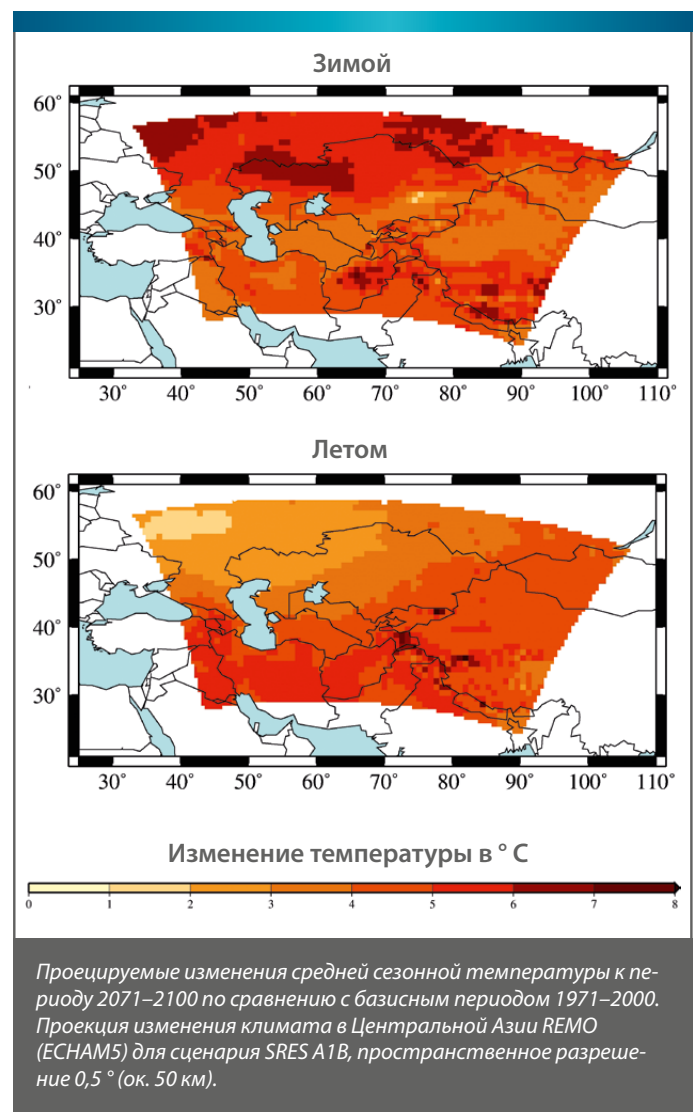 Зимой
60°
50°
40°
30°
30° 40° 50° 60° 70° 80° 90° 100° 110°
Летом
60°
50°
40°
30°
30° 40° 50° 60° 70° 80° 90° 100° 110°
Изменение температуры в ° C
0 1 2 3 4 5 6 7 8
Проецируемые изменения средней сезонной температуры к пе-
риоду 2071–2100 по сравнению с базисным периодом 1971–2000.
Проекция изменения климата в Центральной Азии REMO
(ECHAM5) для сценария SRES A1B, пространственное разреше-
ние 0,5 ° (ок. 50 км).